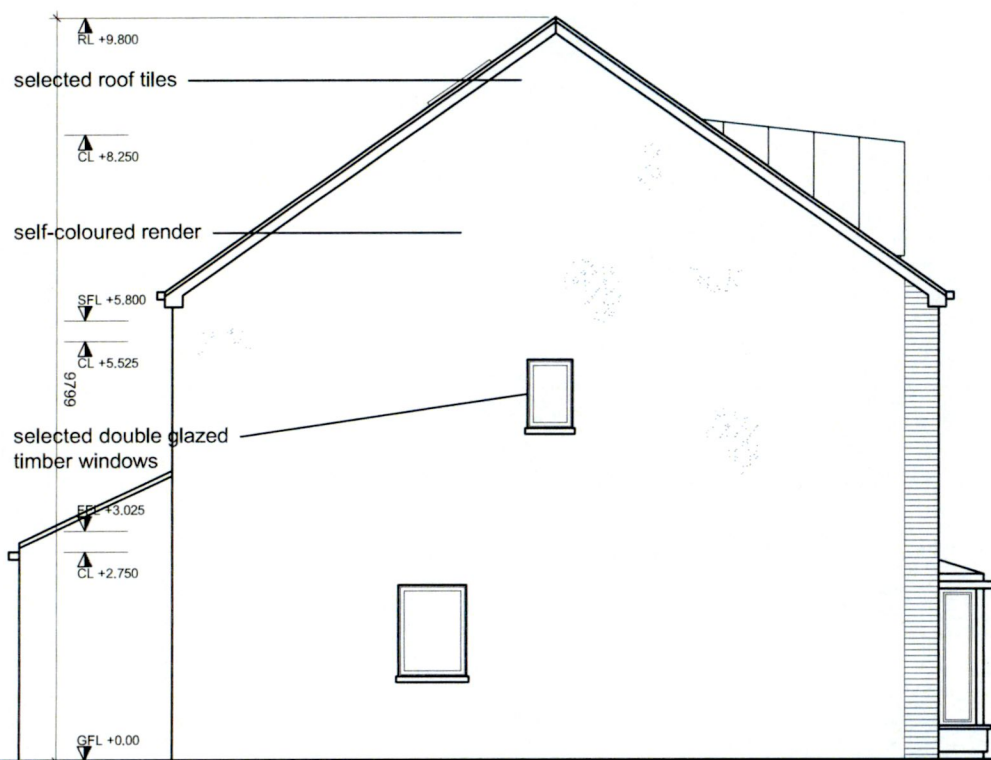 RL +9.800
selected roof tiles
CL +8.250
self-coloured render
SFL +5.800
CL +5.525
9799
selected double glazed
timber windows
FFL +3.025
CL +2.750
GFL +0.00